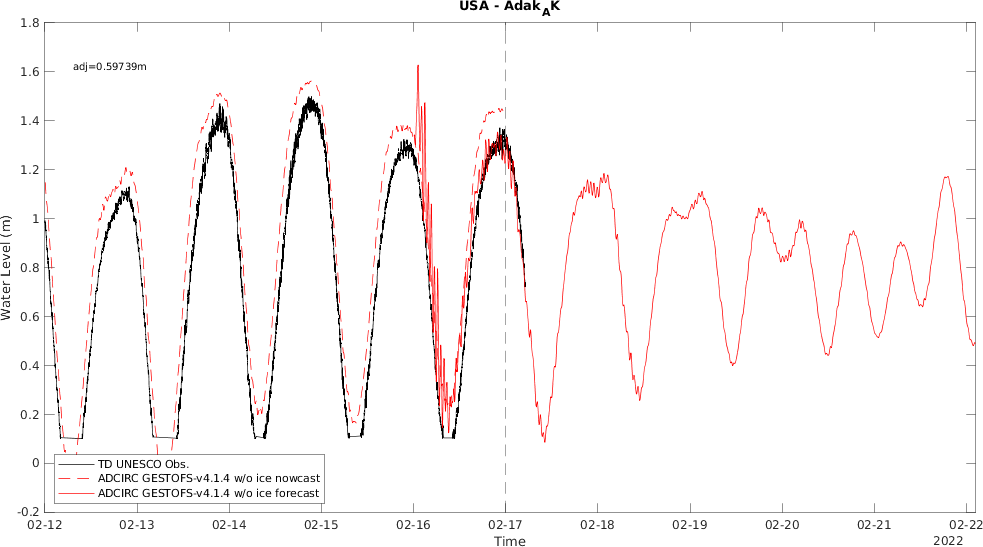 USA - Adak_AK
1.8
1.6
1.4
1.2
1
0.8
0.6
0.4
0.2
0
-0.2
Water Level (m)
adj=0.59739m
TD UNESCO Obs.
ADCIRC GESTOFS-v4.1.4 w/o ice nowcast
ADCIRC GESTOFS-v4.1.4 w/o ice forecast
02-12 02-13 02-14 02-15 02-16 02-17 02-18 02-19 02-20 02-21 02-22
Time
2022